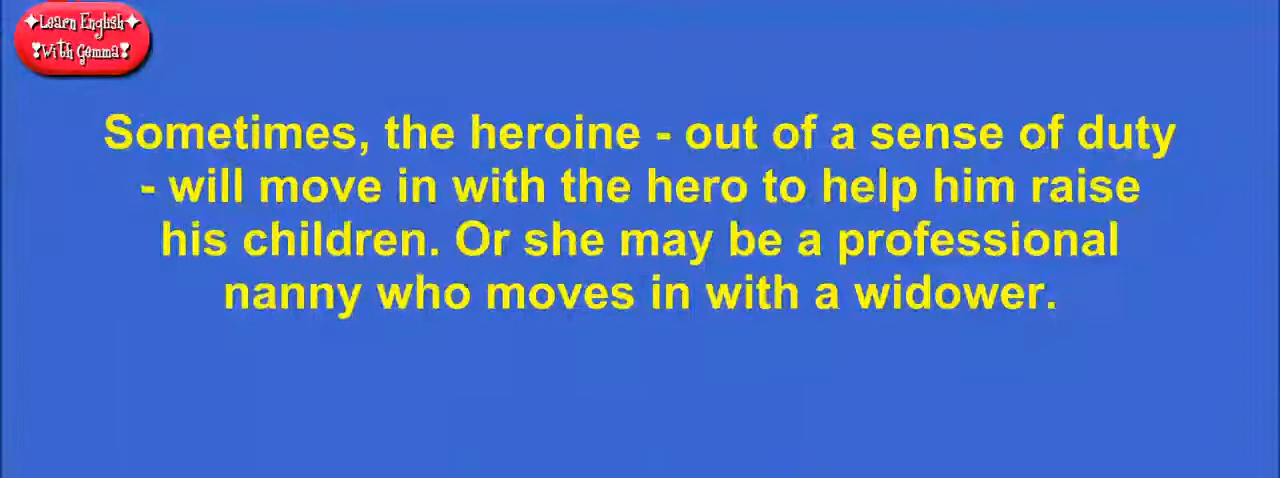 ✦Learn English✦
❣With Gemma❣
Sometimes, the heroine - out of a sense of duty
- will move in with the hero to help him raise
his children. Or she may be a professional
nanny who moves in with a widower.